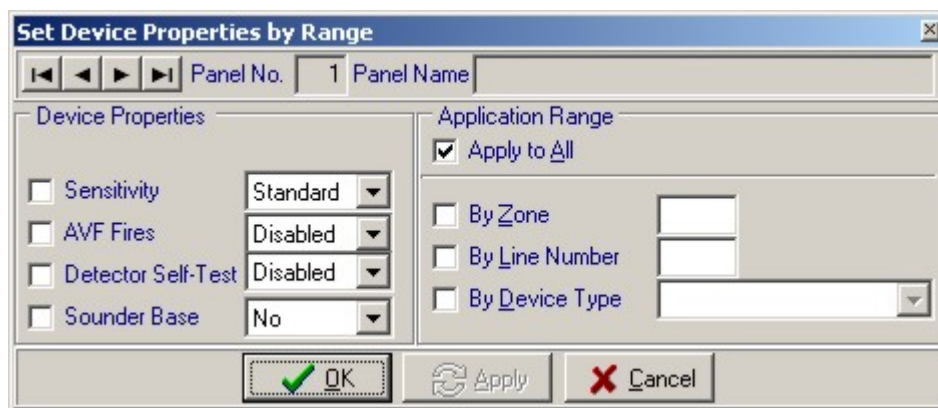 Set Device Properties by Range
Panel No. 1 Panel Name
Device Properties
Sensitivity Standard
AVF Fires Disabled
Detector Self-Test Disabled
Sounder Base No
Application Range
Apply to All
By Zone
By Line Number
By Device Type
OK Apply Cancel